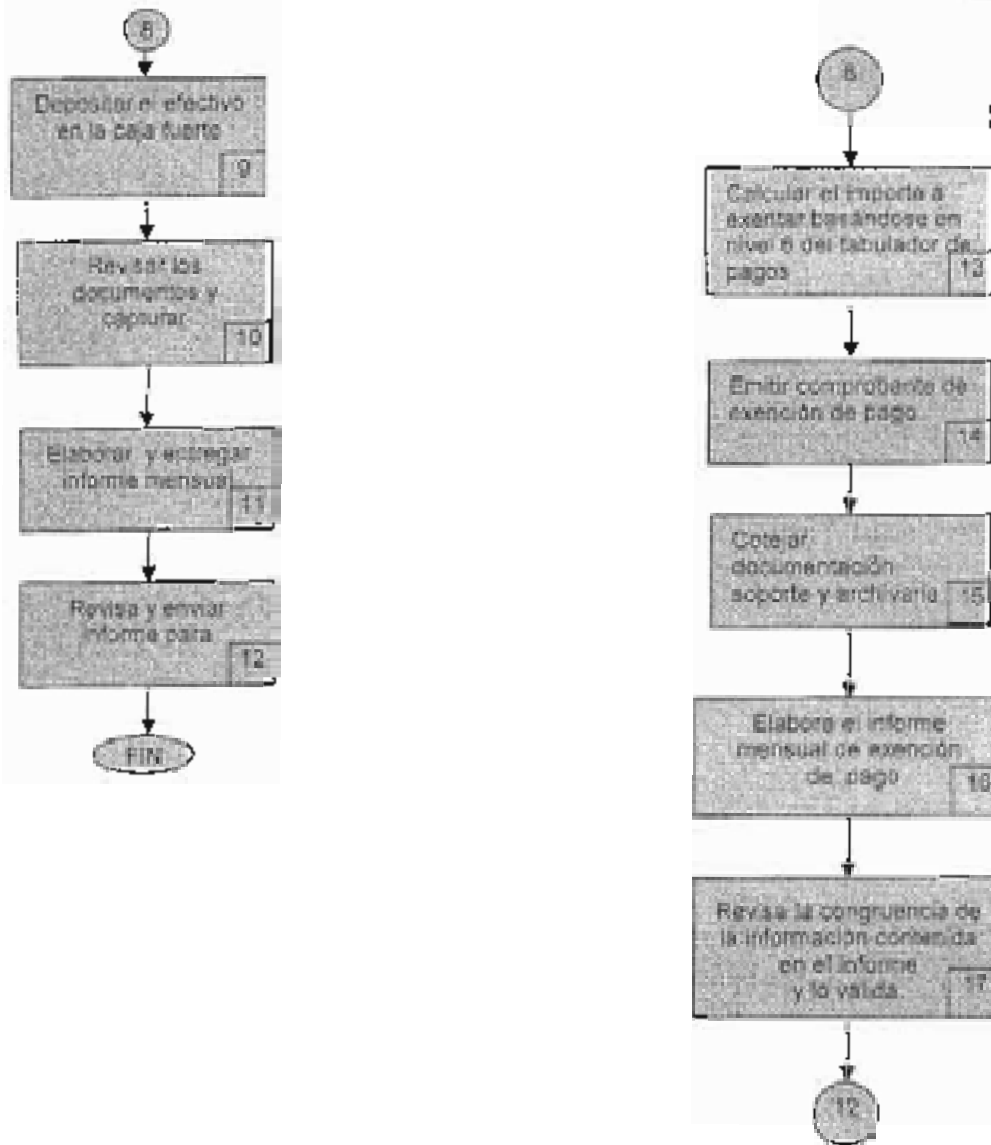 8
Depositar el efectivo
en la caja fuerte
9
Revisar los
documentos y
capturar
10
Elaborar y entregar
informe mensual
11
Revisa y enviar
informe para
12
FIN
Calcular el importe a
exentar basándose en
nivel 6 del tabulador de
pagos
13
Emitir comprobante de
exención de pago
14
Cotejar
documentación
soporte y archivarla
15
Elabora el informe
mensual de exención
de pago
16
Revisa la congruencia de
la información contenida
en el informe
y lo valida.
17
12